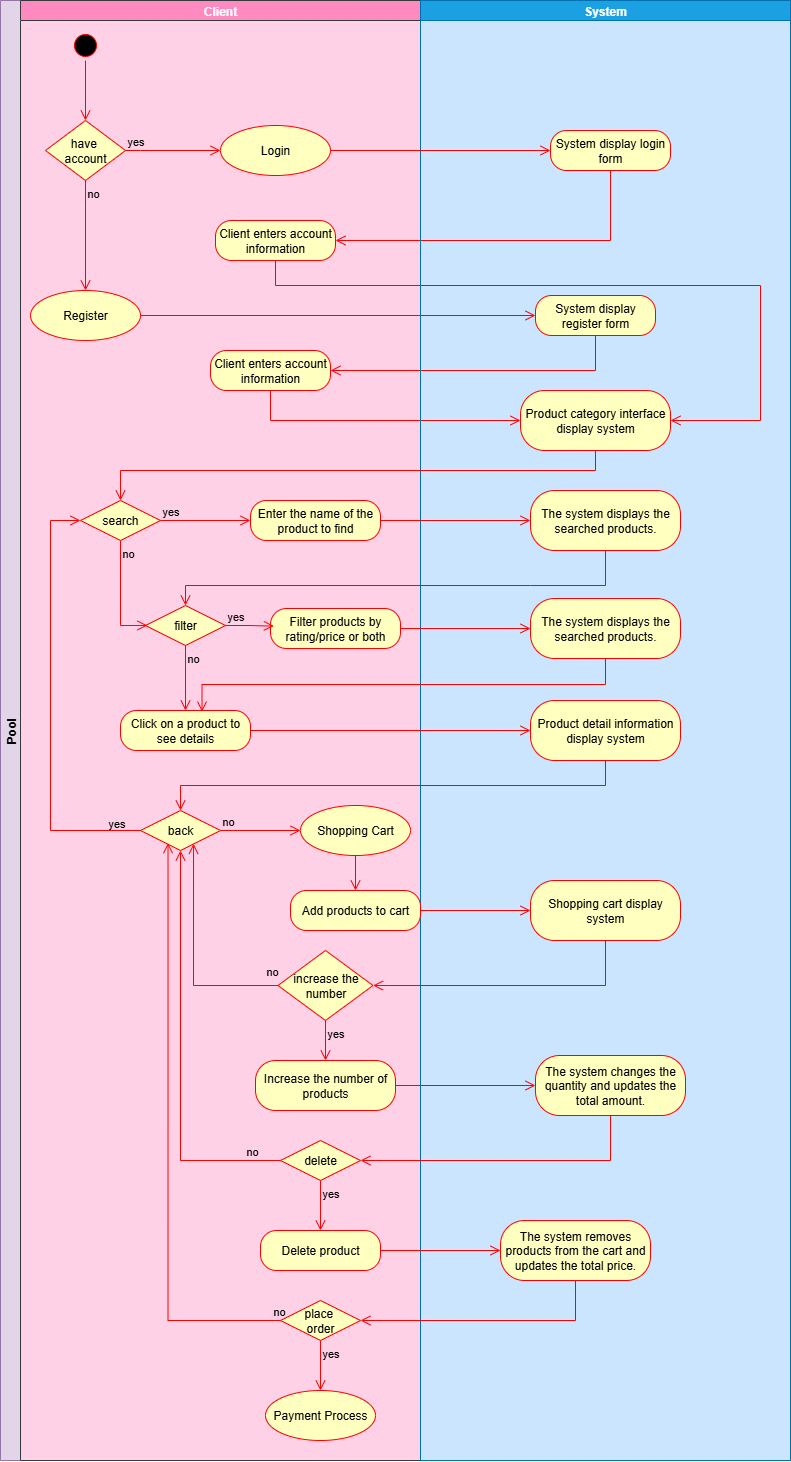 Client
System
Pool
have
account
yes
no
Login
System display login
form
Client enters account
information
Register
System display
register form
Client enters account
information
Product category interface
display system
search
yes
no
Enter the name of the
product to find
The system displays the
searched products.
filter
yes
no
Filter products by
rating/price or both
The system displays the
searched products.
Click on a product to
see details
Product detail information
display system
yes
back
no
Shopping Cart
Add products to cart
Shopping cart display
system
no
increase the
number
yes
Increase the number of
products
The system changes the
quantity and updates the
total amount.
no
delete
yes
Delete product
The system removes
products from the cart and
updates the total price.
no
place
order
yes
Payment Process